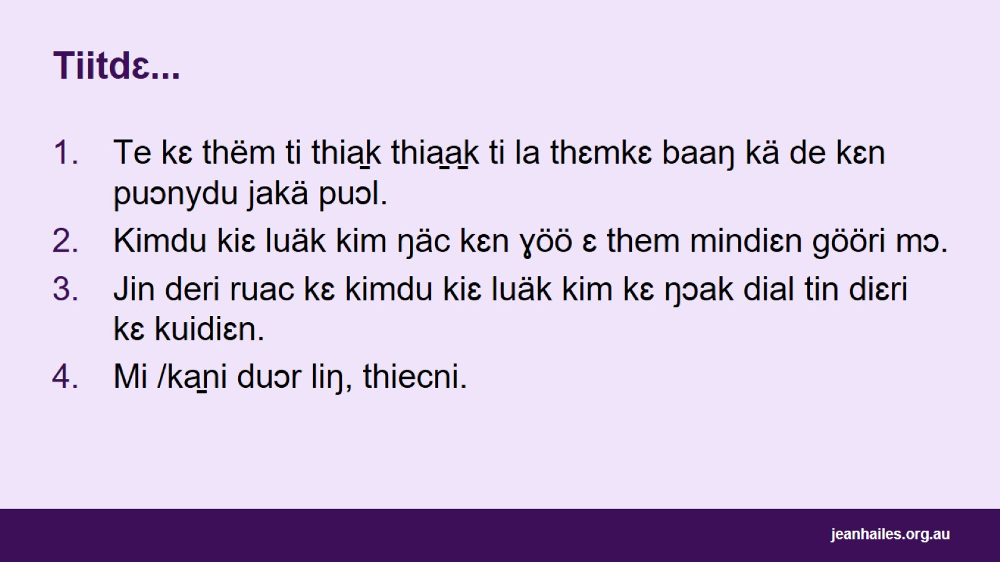 Tiitdɛ...
1. Te kɛ thëm ti thia̱k thia̱a̱k ti la thɛmkɛ baaŋ kä de kɛn
puɔnydu jakä puɔl.
2. Kimdu kiɛ luäk kim ŋäc kɛn ɣöö ɛ them mindiɛn gööri mɔ.
3. Jin deri ruac kɛ kimdu kiɛ luäk kim kɛ ŋɔak dial tin diɛri
kɛ kuidiɛn.
4. Mi /ka̱ni duɔr liŋ, thiecni.
jeanhailes.org.au